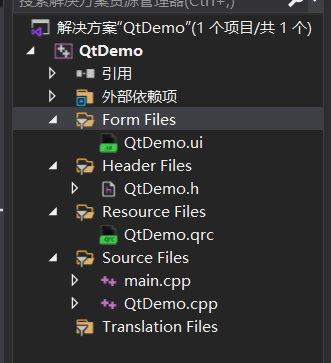 搜索解决方案资源管理器(Ctrl+;)
解决方案"QtDemo"(1 个项目/共 1 个)
QtDemo
引用
外部依赖项
Form Files
QtDemo.ui
Header Files
QtDemo.h
Resource Files
QtDemo.qrc
Source Files
main.cpp
QtDemo.cpp
Translation Files